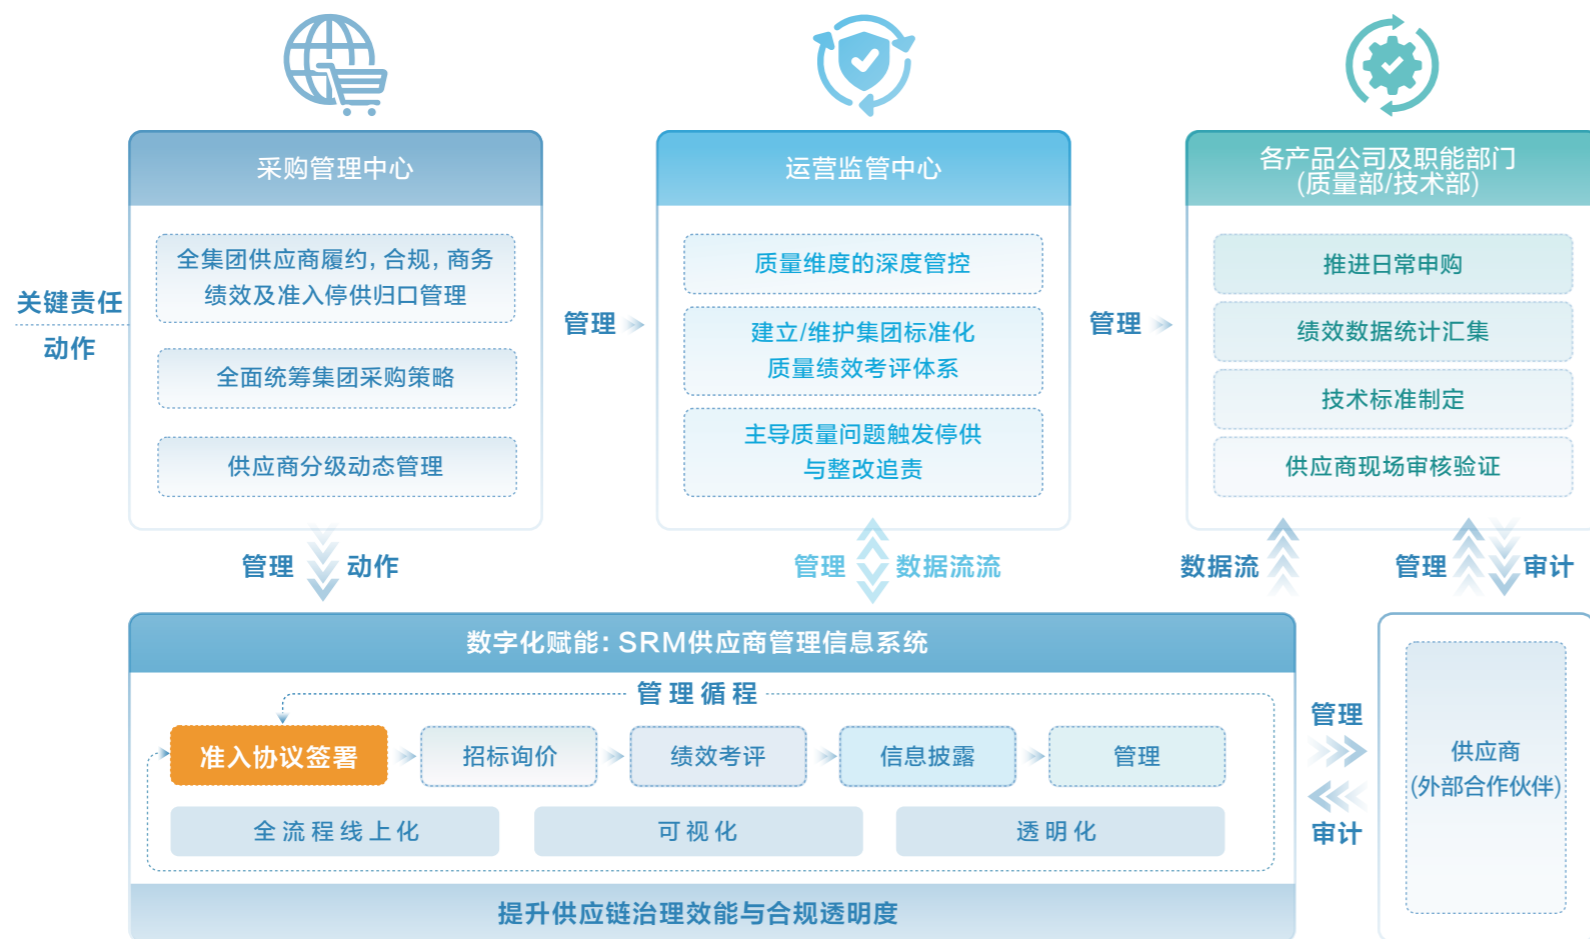 采购管理中心
运营监管中心
各产品公司及职能部门
(质量部/技术部)
关键责任
动作
全集团供应商履约, 合规, 商务
绩效及准入停供归口管理
全面统筹集团采购策略
供应商分级动态管理
管理
质量维度的深度管控
建立/维护集团标准化
质量绩效考评体系
主导质量问题触发停供
与整改追责
管理
推进日常申购
绩效数据统计汇集
技术标准制定
供应商现场审核验证
管理 动作
管理 数据流流
数据流
管理 审计
数字化赋能: SRM供应商管理信息系统
管理循程
准入协议签署
招标询价
绩效考评
信息披露
管理
全流程线上化
可视化
透明化
提升供应链治理效能与合规透明度
管理
审计
供应商
(外部合作伙伴)